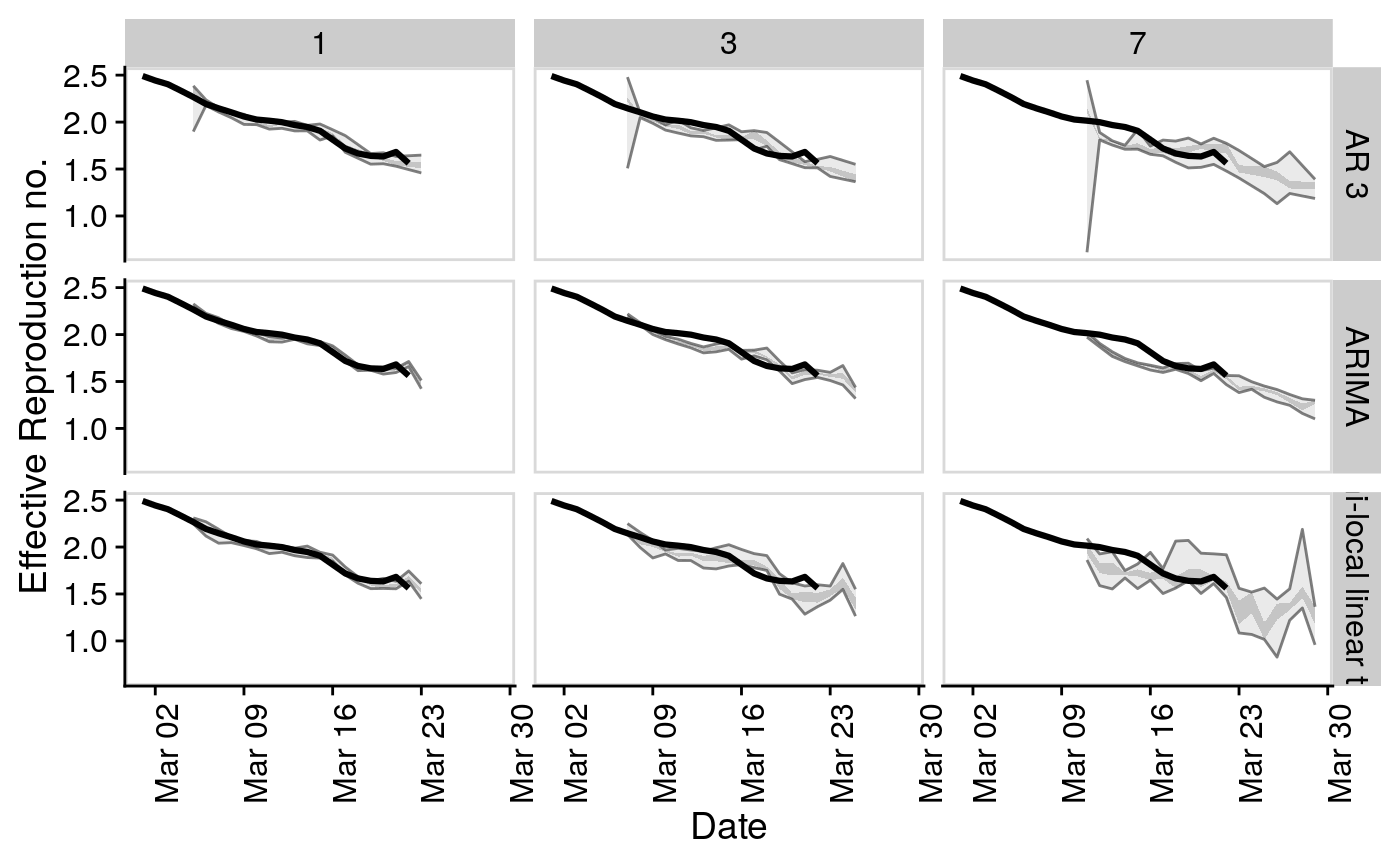 1
3
7
2.5
2.0
1.5
1.0
AR 3
2.5
2.0
1.5
1.0
ARIMA
2.5
2.0
1.5
1.0
i-local linear t
Effective Reproduction no.
Mar 02
Mar 09
Mar 16
Mar 23
Mar 30
Mar 02
Mar 09
Mar 16
Mar 23
Mar 30
Mar 02
Mar 09
Mar 16
Mar 23
Mar 30
Date